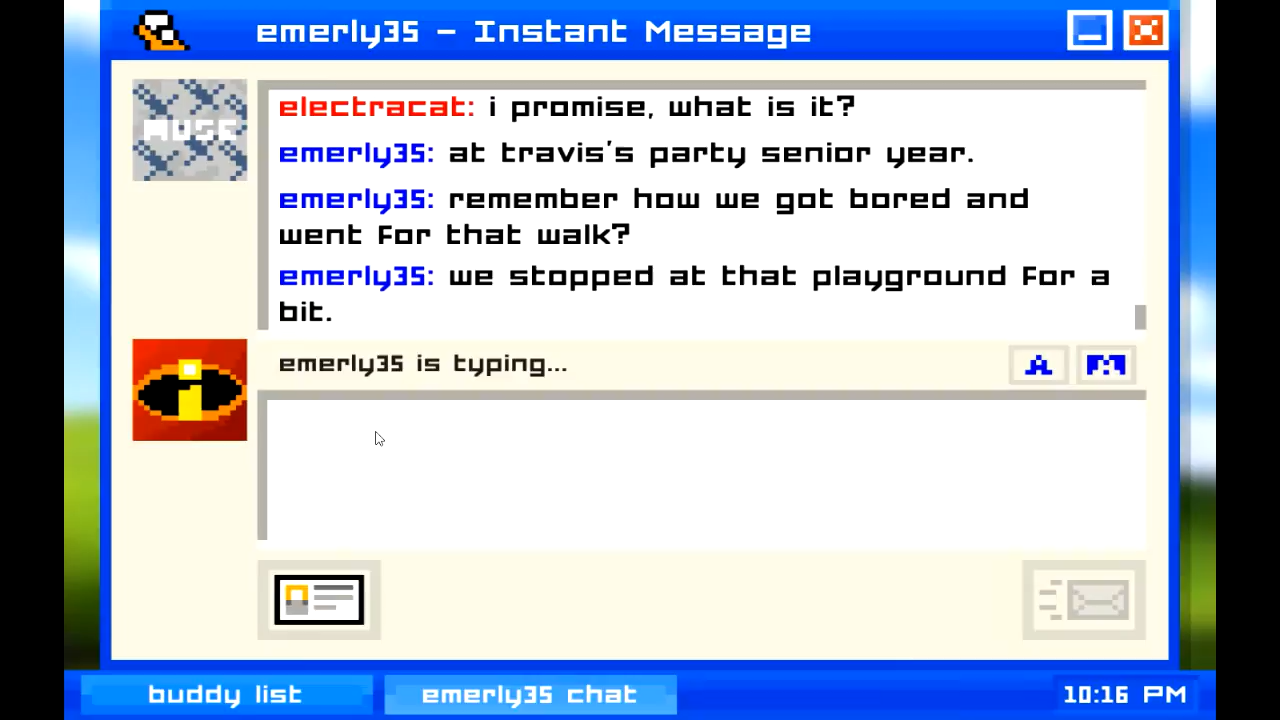 emerly35 - Instant Message
MUSE
electracat: i promise, what is it?
emerly35: at travis's party senior year.
emerly35: remember how we got bored and
went for that walk?
emerly35: we stopped at that playground for a
bit.
emerly35 is typing...
A
buddy list
emerly35 chat
10:16 PM